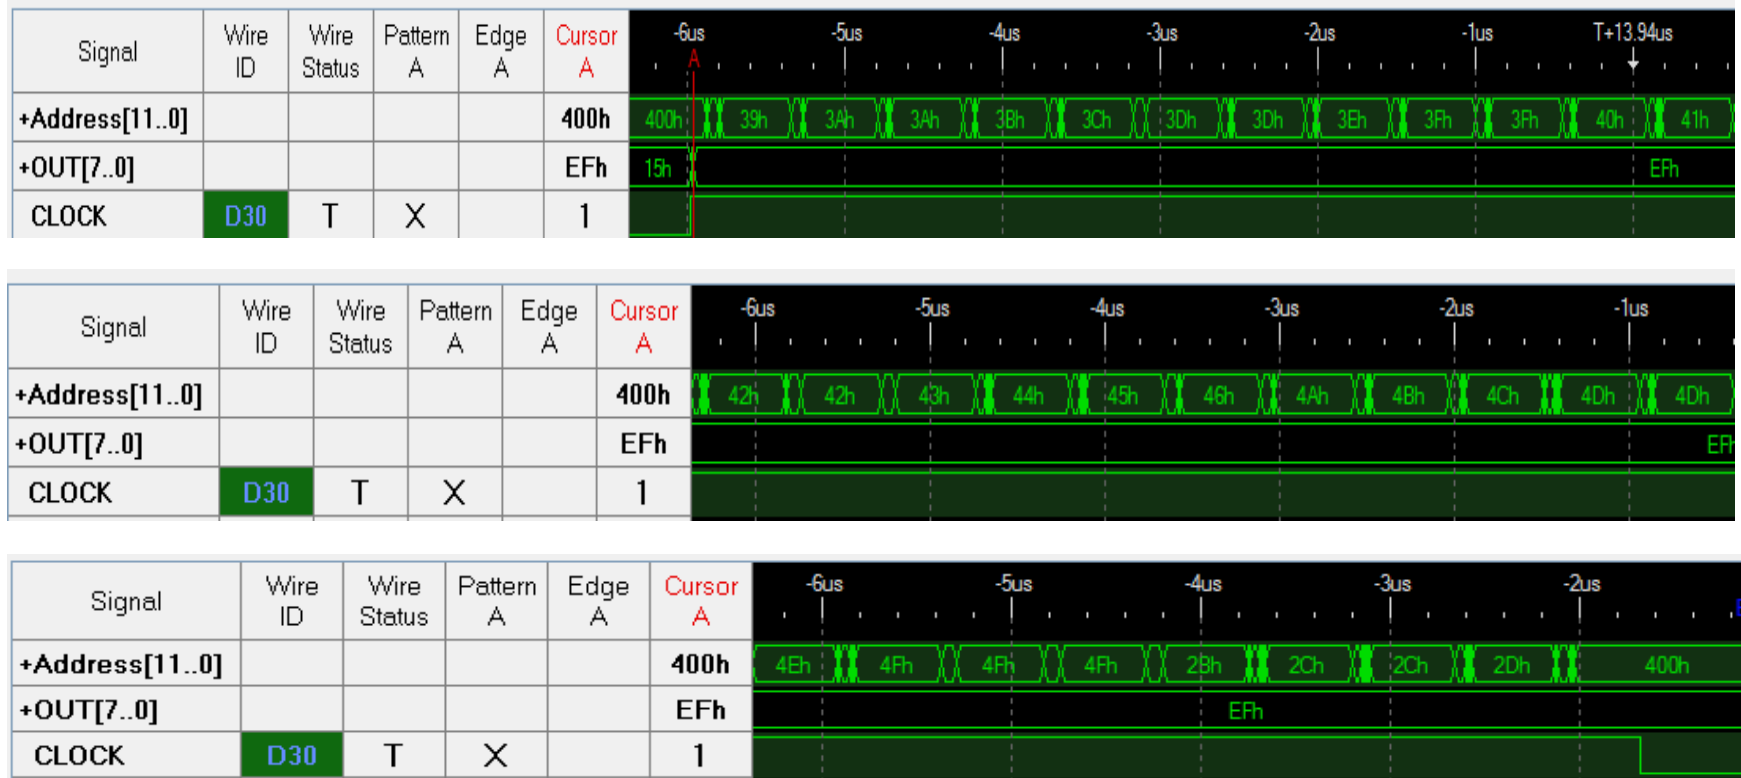 Signal Wire ID Wire Status Pattern A Edge A Cursor A -6us -5us -4us -3us -2us -1us T+13.94us
A
+Address[11..0] 400h 400h 39h 3Ah 3Ah 3Bh 3Ch 3Dh 3Dh 3Eh 3Fh 3Fh 40h 41h
+OUT[7..0] EFh 15h EFh
CLOCK D30 T X 1
Signal Wire ID Wire Status Pattern A Edge A Cursor A -6us -5us -4us -3us -2us -1us
+Address[11..0] 400h 42h 42h 43h 44h 45h 46h 4Ah 4Bh 4Ch 4Dh 4Dh
+OUT[7..0] EFh EFh
CLOCK D30 T X 1
Signal Wire ID Wire Status Pattern A Edge A Cursor A -6us -5us -4us -3us -2us
+Address[11..0] 400h 4Eh 4Fh 4Fh 4Fh 2Bh 2Ch 2Ch 2Dh 400h
+OUT[7..0] EFh EFh
CLOCK D30 T X 1